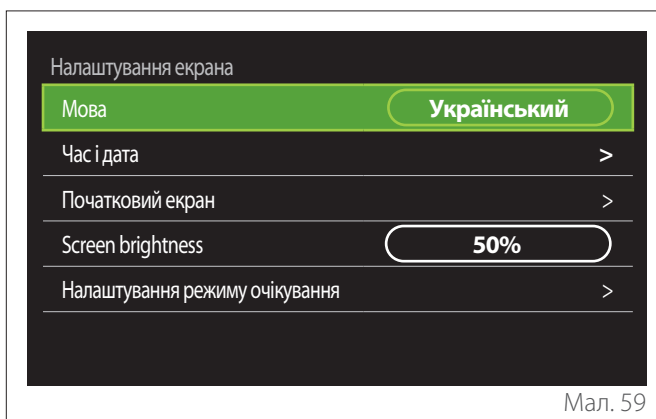 Налаштування екрана
Мова Український
Час і дата >
Початковий екран >
Screen brightness 50%
Налаштування режиму очікування >
Мал. 59